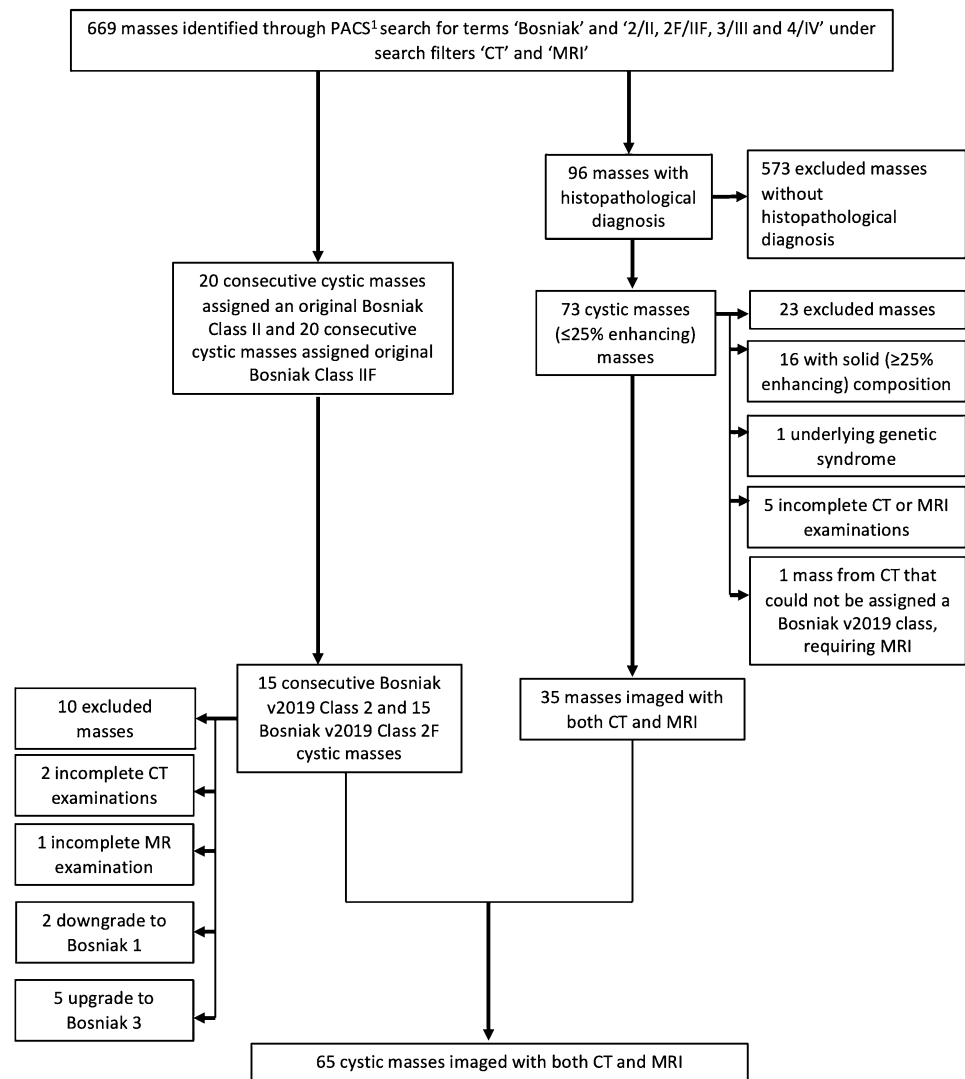 669 masses identified through PACS¹ search for terms ‘Bosniak’ and ‘2/II, 2F/IIF, 3/III and 4/IV’ under
search filters ‘CT’ and ‘MRI’
96 masses with
histopathological
diagnosis
573 excluded masses
without
histopathological
diagnosis
20 consecutive cystic masses
assigned an original Bosniak
Class II and 20 consecutive
cystic masses assigned original
Bosniak Class IIF
73 cystic masses
(≤25% enhancing)
masses
23 excluded masses
16 with solid (≥25%
enhancing) composition
1 underlying genetic
syndrome
5 incomplete CT or MRI
examinations
1 mass from CT that
could not be assigned a
Bosniak v2019 class,
requiring MRI
15 consecutive Bosniak
v2019 Class 2 and 15
Bosniak v2019 Class 2F
cystic masses
35 masses imaged with
both CT and MRI
10 excluded
masses
2 incomplete CT
examinations
1 incomplete MR
examination
2 downgrade to
Bosniak 1
5 upgrade to
Bosniak 3
65 cystic masses imaged with both CT and MRI